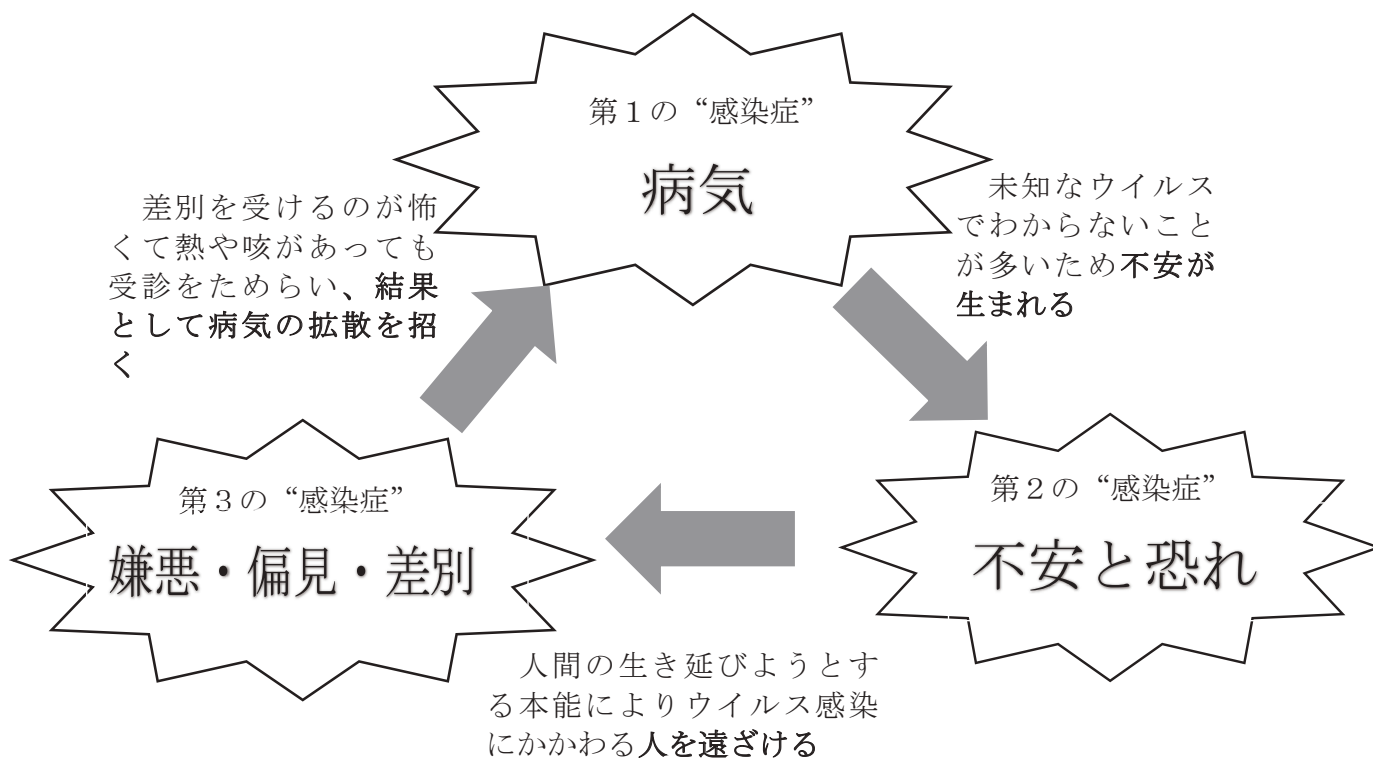 第１の“感染症”
病気
未知なウイルス
でわからないこと
が多いため不安が
生まれる
第２の“感染症”
不安と恐れ
人間の生き延びようとす
る本能によりウイルス感染
にかかわる人を遠ざける
第３の“感染症”
嫌悪・偏見・差別
差別を受けるのが怖
くて熱や咳があっても
受診をためらい、結果
として病気の拡散を招
く